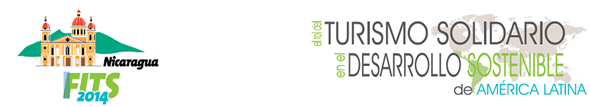 Nicaragua
FITS
2014
el rol del
TURISMO SOLIDARIO
en el
DESARROLLO SOSTENIBLE
de AMÉRICA LATINA